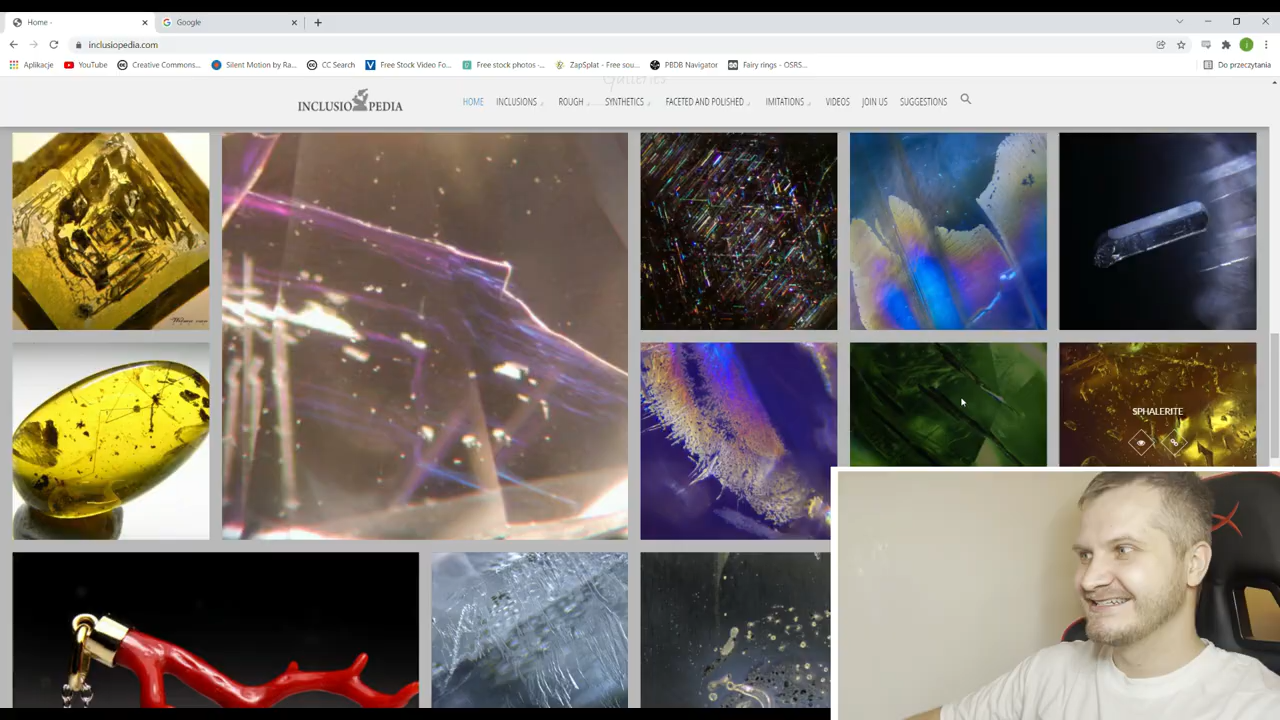 Home -
Google
inclusiopedia.com
Aplikacje
YouTube
Creative Commons...
Silent Motion by Ra...
CC Search
Free Stock Video Fo...
Free stock photos -...
ZapSplat - Free sou...
PBDB Navigator
Fairy rings - OSRS...
Do przeczytania
Galleries
INCLUSIOPEDIA
HOME
INCLUSIONS
ROUGH
SYNTHETICS
FACETED AND POLISHED
IMITATIONS
VIDEOS
JOIN US
SUGGESTIONS
SPHALERITE